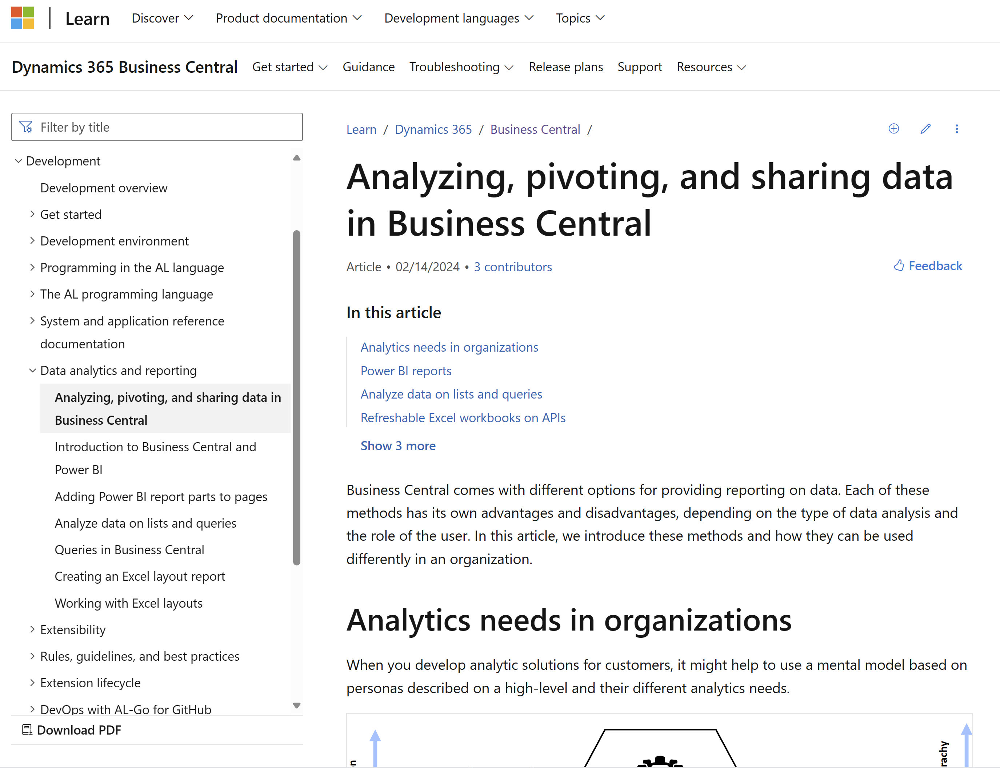 Learn
Discover
Product documentation
Development languages
Topics
Dynamics 365 Business Central
Get started
Guidance
Troubleshooting
Release plans
Support
Resources
Filter by title
Development
Development overview
Get started
Development environment
Programming in the AL language
The AL programming language
System and application reference
documentation
Data analytics and reporting
Analyzing, pivoting, and sharing data in
Business Central
Introduction to Business Central and
Power BI
Adding Power BI report parts to pages
Analyze data on lists and queries
Queries in Business Central
Creating an Excel layout report
Working with Excel layouts
Extensibility
Rules, guidelines, and best practices
Extension lifecycle
DevOps with AL-Go for GitHub
Download PDF
Learn / Dynamics 365 / Business Central /
Analyzing, pivoting, and sharing data
in Business Central
Article • 02/14/2024 • 3 contributors
Feedback
In this article
Analytics needs in organizations
Power BI reports
Analyze data on lists and queries
Refreshable Excel workbooks on APIs
Show 3 more
Business Central comes with different options for providing reporting on data. Each of these
methods has its own advantages and disadvantages, depending on the type of data analysis and
the role of the user. In this article, we introduce these methods and how they can be used
differently in an organization.
Analytics needs in organizations
When you develop analytic solutions for customers, it might help to use a mental model based on
personas described on a high-level and their different analytics needs.